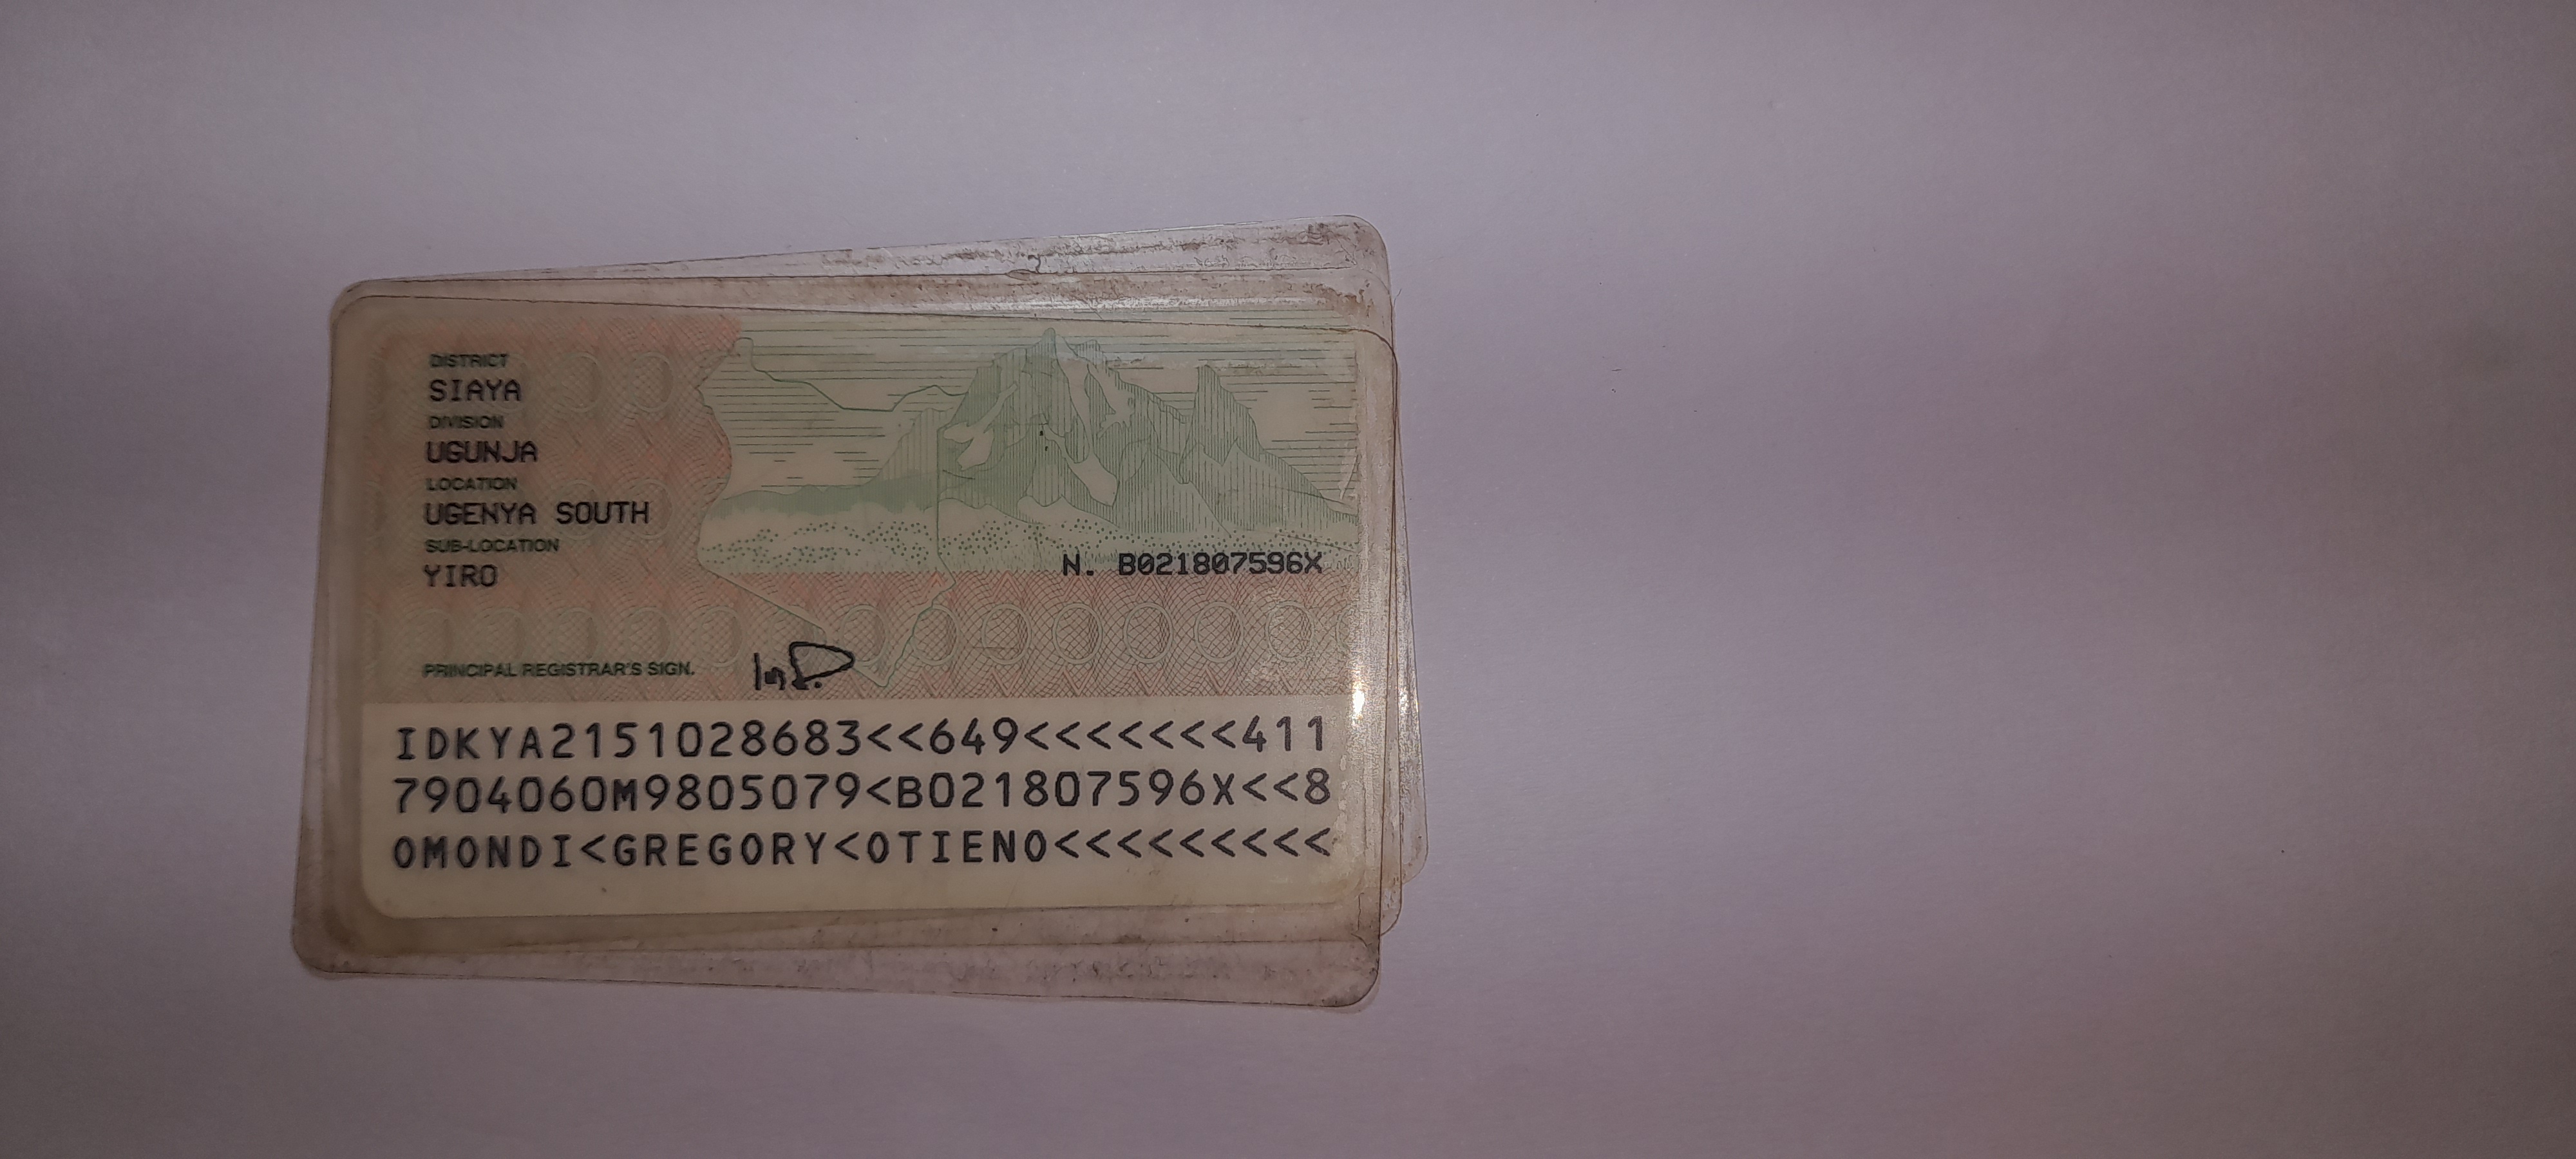 DISTRICT
SIAYA
DIVISION
UGUNJA
LOCATION
UGENYA SOUTH
SUB-LOCATION
YIRO
N. B021807596X
PRINCIPAL REGISTRAR'S SIGN.
IDKYA2151028683<<649<<<<<<<411
7904060M9805079<B021807596X<<8
OMONDI<GREGORY<OTIENO<<<<<<<<<